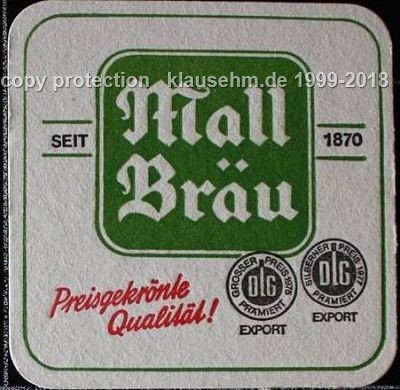 copy protection - klausehm.de 1999-2018
Mall
Bräu
SEIT
1870
Preisgekrönte
Qualität!
GROSSER PREIS 1976
DLG
PRÄMIERT
EXPORT
SILBERNER PREIS 1977
DLG
PRÄMIERT
EXPORT